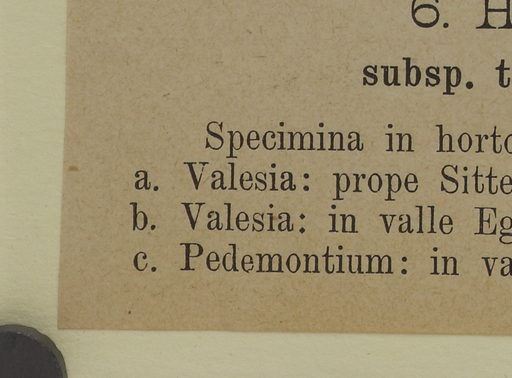 6. H
subsp. t
Specimina in horto
a. Valesia: prope Sitte
b. Valesia: in valle Eg
c. Pedemontium: in va